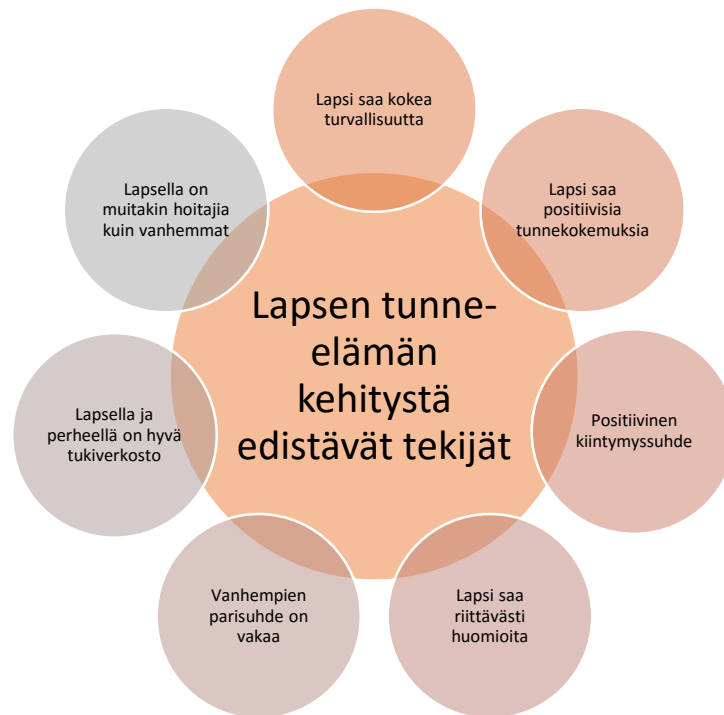 Lapsi saa kokea
turvallisuutta
Lapsi saa
positiivisia
tunnekokemuksia
Positiivinen
kiintymyssuhde
Lapsi saa
riittävästi
huomioita
Vanhempien
parisuhde on
vakaa
Lapsella ja
perheellä on hyvä
tukiverkosto
Lapsella on
muitakin hoitajia
kuin vanhemmat
Lapsen tunne-
elämän
kehitystä
edistävät tekijät